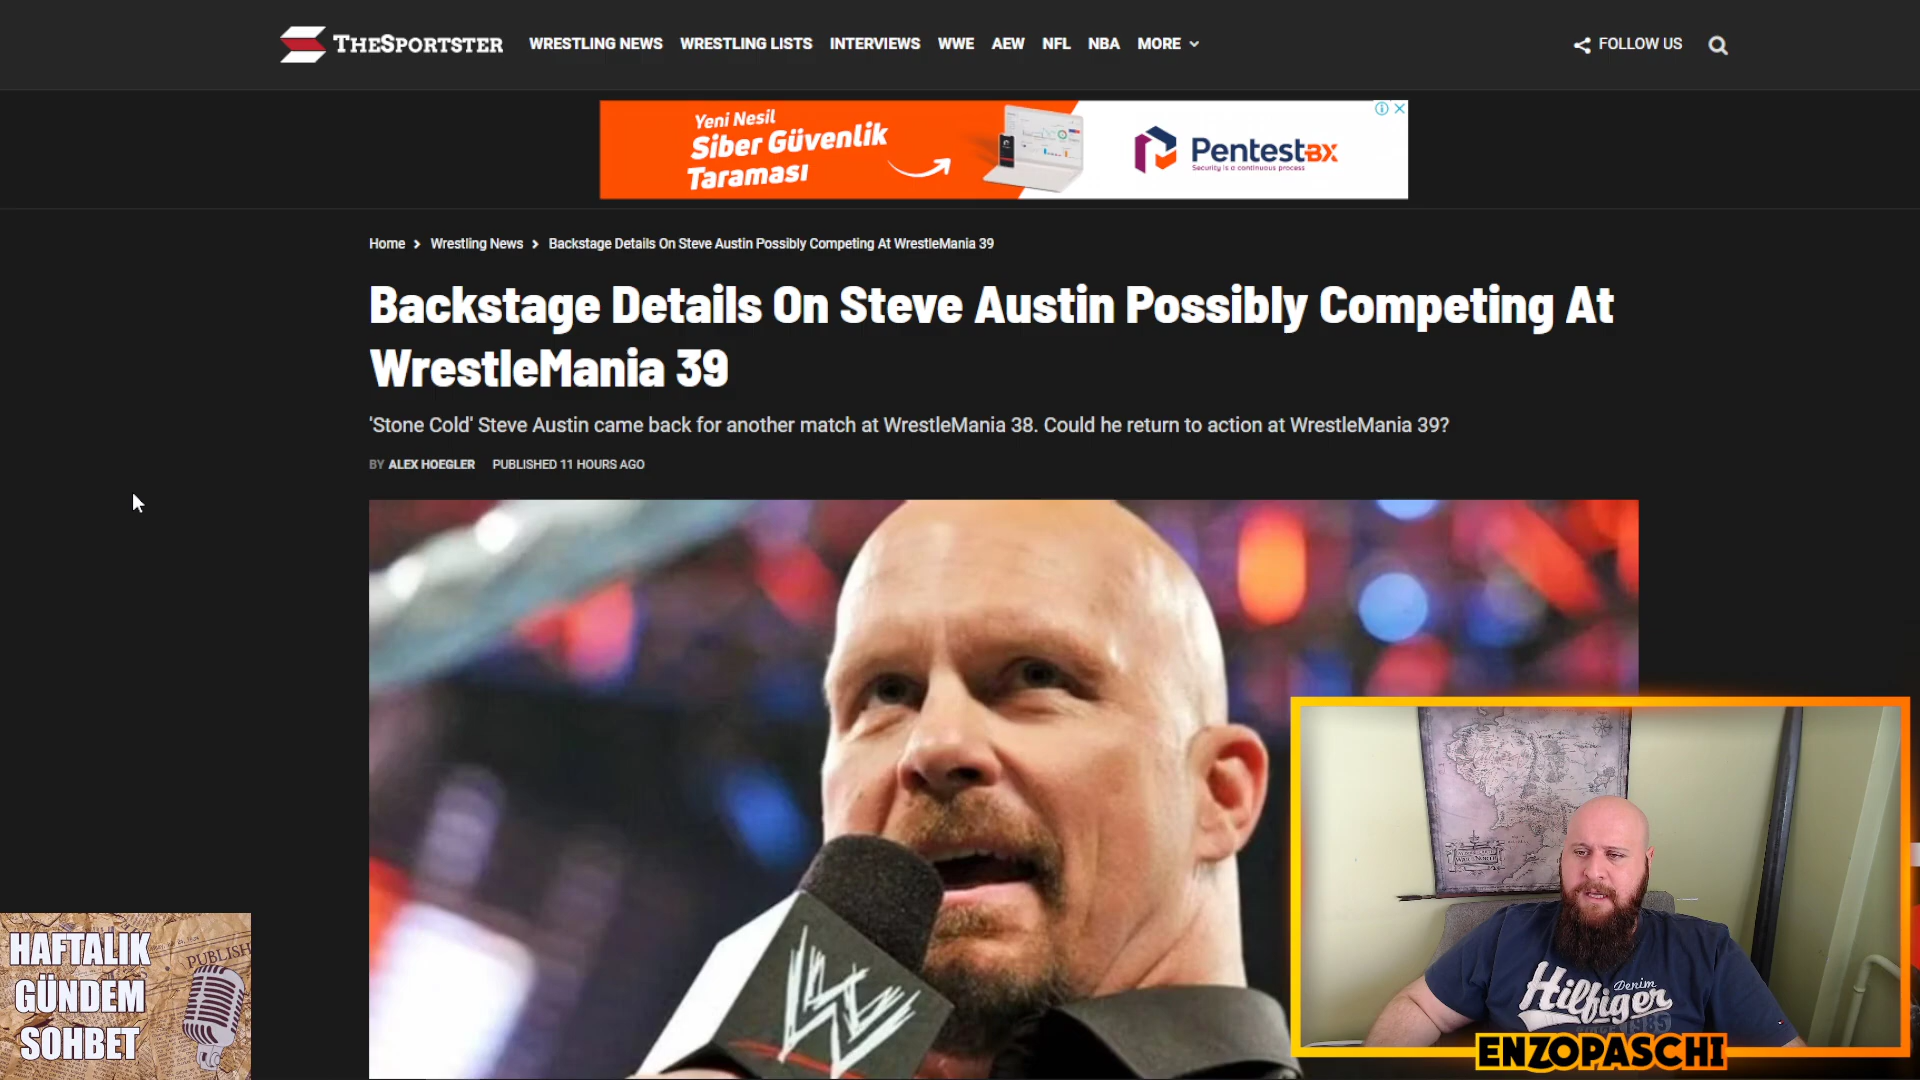 THESPORTSTER
WRESTLING NEWS WRESTLING LISTS INTERVIEWS WWE AEW NFL NBA MORE
FOLLOW US
Yeni Nesil
Siber Güvenlik
Taraması
PentestBX
Security is a continuous process
Home > Wrestling News > Backstage Details On Steve Austin Possibly Competing At WrestleMania 39
Backstage Details On Steve Austin Possibly Competing At
WrestleMania 39
'Stone Cold' Steve Austin came back for another match at WrestleMania 38. Could he return to action at WrestleMania 39?
BY ALEX HOEGLER PUBLISHED 11 HOURS AGO
W
HAFTALIK
GÜNDEM
SOHBET
PUBLISH
Denim
Hilfiger
ENZOPASCHI